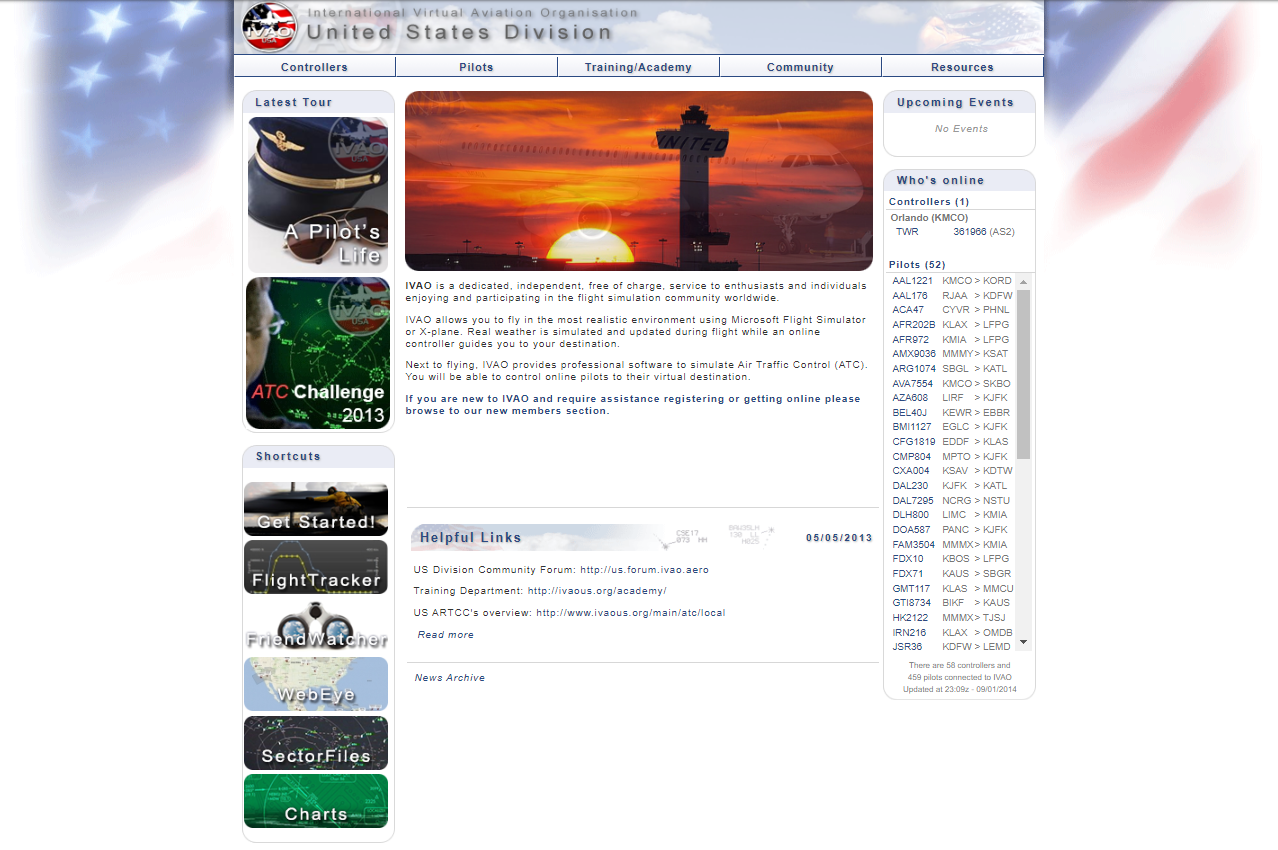 International Virtual Aviation Organisation
United States Division
IVAO
USA
Controllers
Pilots
Training/Academy
Community
Resources
Latest Tour
IVAO
USA
A Pilot's
Life
IVAO
USA
ATC Challenge
2013
Shortcuts
Get Started!
FlightTracker
FriendWatcher
WebEye
SectorFiles
Charts
UNITED
IVAO is a dedicated, independent, free of charge, service to enthusiasts and individuals
enjoying and participating in the flight simulation community worldwide.
IVAO allows you to fly in the most realistic environment using Microsoft Flight Simulator
or X-plane. Real weather is simulated and updated during flight while an online
controller guides you to your destination.
Next to flying, IVAO provides professional software to simulate Air Traffic Control (ATC).
You will be able to control online pilots to their virtual destination.
If you are new to IVAO and require assistance registering or getting online please
browse to our new members section.
Helpful Links
CSE17
073 MM
05/05/2013
US Division Community Forum: http://us.forum.ivao.aero
Training Department: http://ivaous.org/academy/
US ARTCC's overview: http://www.ivaous.org/main/atc/local
Read more
News Archive
Upcoming Events
No Events
Who's online
Controllers (1)
Orlando (KMCO)
TWR 361966 (AS2)
Pilots (52)
AAL1221 KMCO > KORD
AAL176 RJAA > KDFW
ACA47 CYVR > PHNL
AFR202B KLAX > LFPG
AFR972 KMIA > LFPG
AMX9036 MMMY > KSAT
ARG1074 SBGL > KATL
AVA7554 KMCO > SKBO
AZA608 LIRF > KJFK
BEL40J KEWR > EBBR
BMI1127 EGLC > KJFK
CFG1819 EDDF > KLAS
CMP804 MPTO > KJFK
CXA004 KSAV > KDTW
DAL230 KJFK > KATL
DAL7295 NCRG > NSTU
DLH800 LIMC > KMIA
DOA587 PANC > KJFK
FAM3504 MMMX > KMIA
FDX10 KBOS > LFPG
FDX71 KAUS > SBGR
GMT117 KLAS > MMCU
GTI8734 BIKF > KAUS
HK2122 MMMX > TJSJ
IRN216 KLAX > OMDB
JSR36 KDFW > LEMD
There are 58 controllers and
459 pilots connected to IVAO
Updated at 23:09z - 09/01/2014